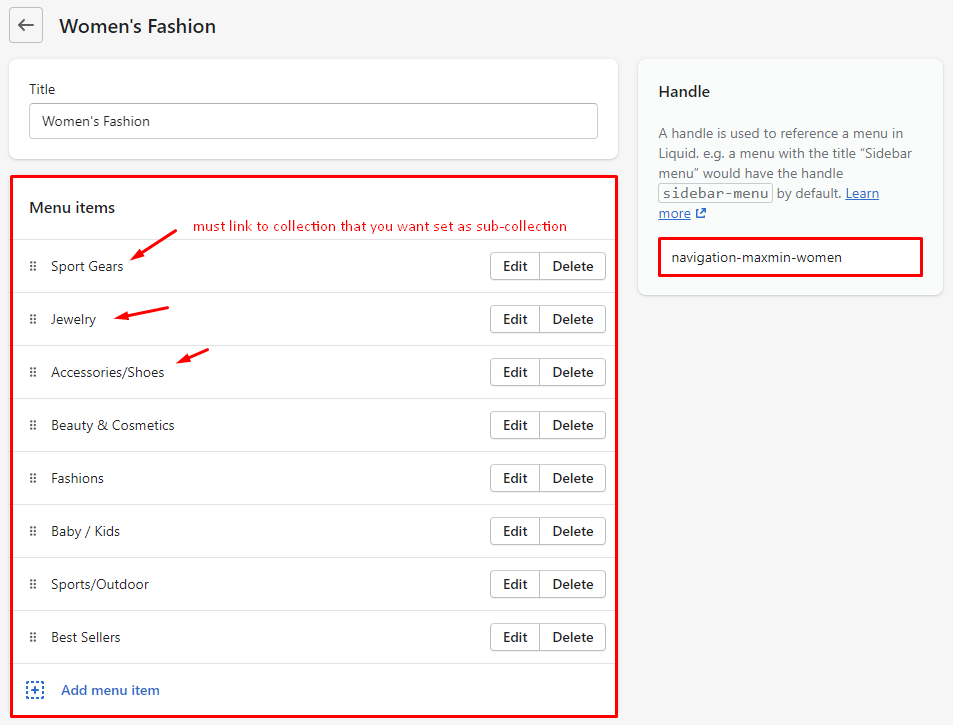 Women's Fashion
Title
Women's Fashion
Menu items
must link to collection that you want set as sub-collection
Sport Gears Edit Delete
Jewelry Edit Delete
Accessories/Shoes Edit Delete
Beauty & Cosmetics Edit Delete
Fashions Edit Delete
Baby / Kids Edit Delete
Sports/Outdoor Edit Delete
Best Sellers Edit Delete
Add menu item
Handle
A handle is used to reference a menu in
Liquid. e.g. a menu with the title “Sidebar
menu” would have the handle
sidebar-menu by default. Learn
more
navigation-maxmin-women